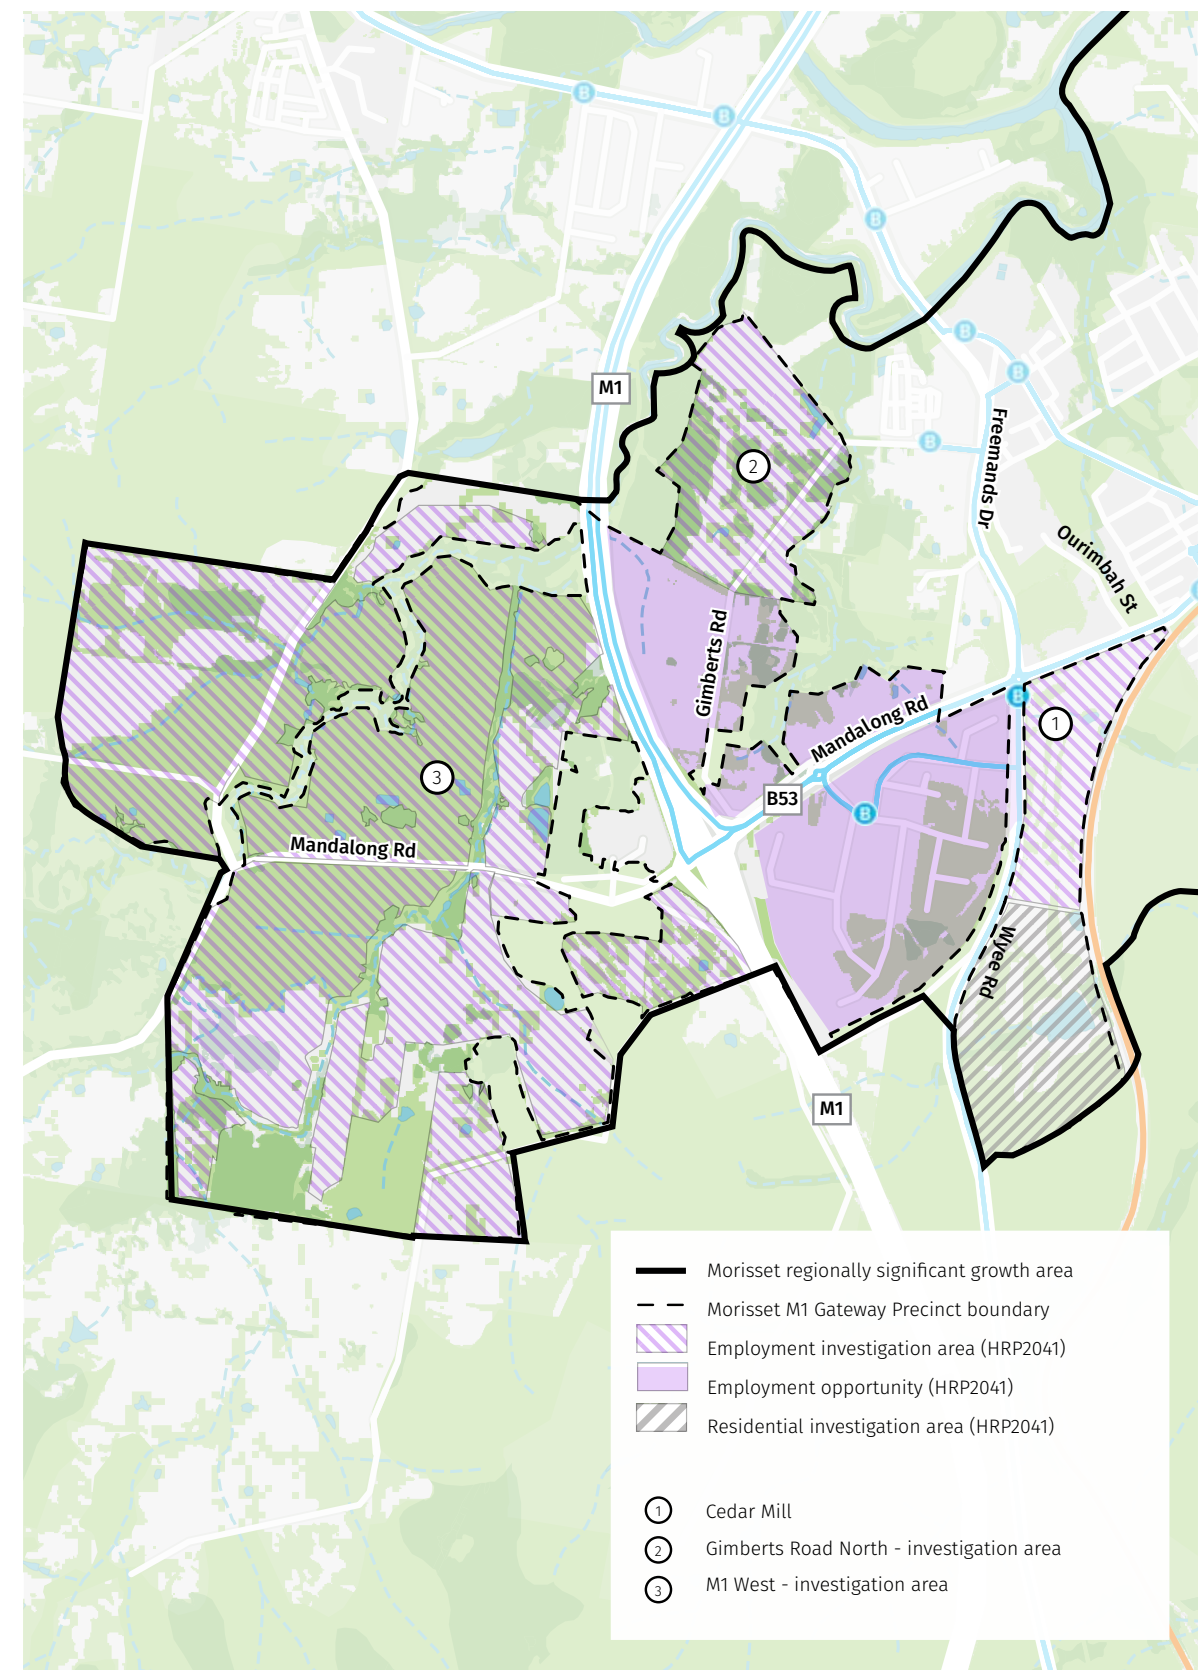 B
B
B
B
M1
B
B
2
Freemands Dr
Ourimbah St
Gimberts Rd
B
1
Mandalong Rd
3
B53
B
Mandalong Rd
Wyee Rd
M1
Morisset regionally significant growth area
Morisset M1 Gateway Precinct boundary
Employment investigation area (HRP2041)
Employment opportunity (HRP2041)
Residential investigation area (HRP2041)
1 Cedar Mill
2 Gimberts Road North - investigation area
3 M1 West - investigation area